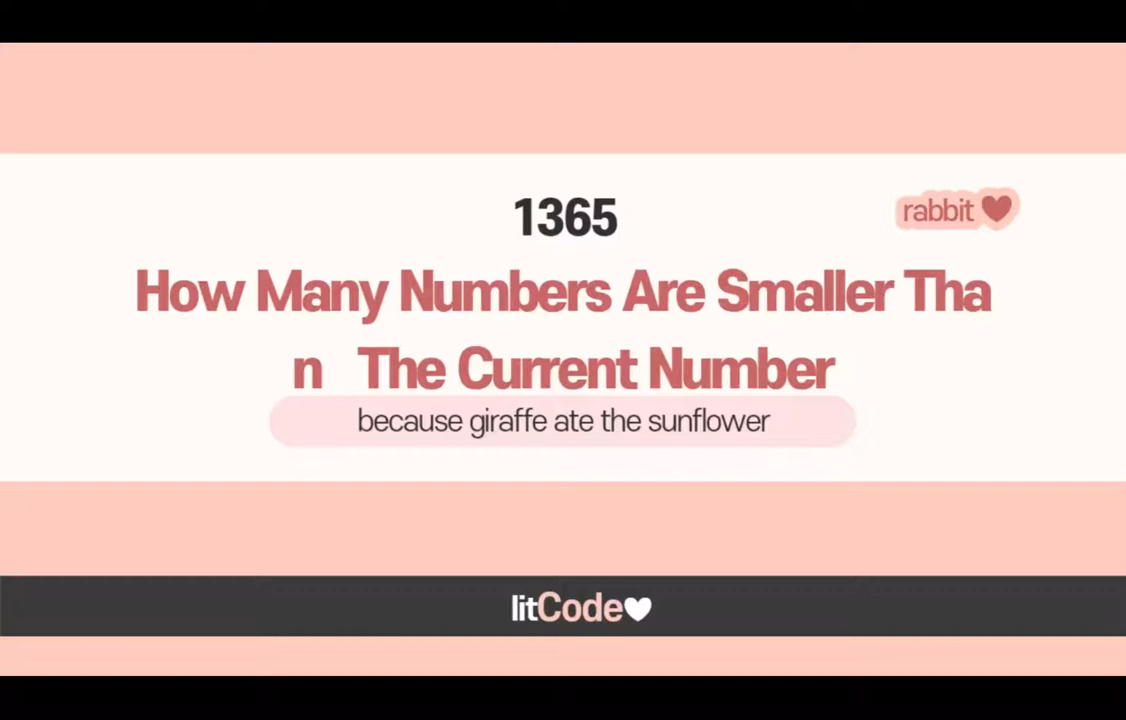 1365
rabbit
How Many Numbers Are Smaller Tha
n The Current Number
because giraffe ate the sunflower
litCode